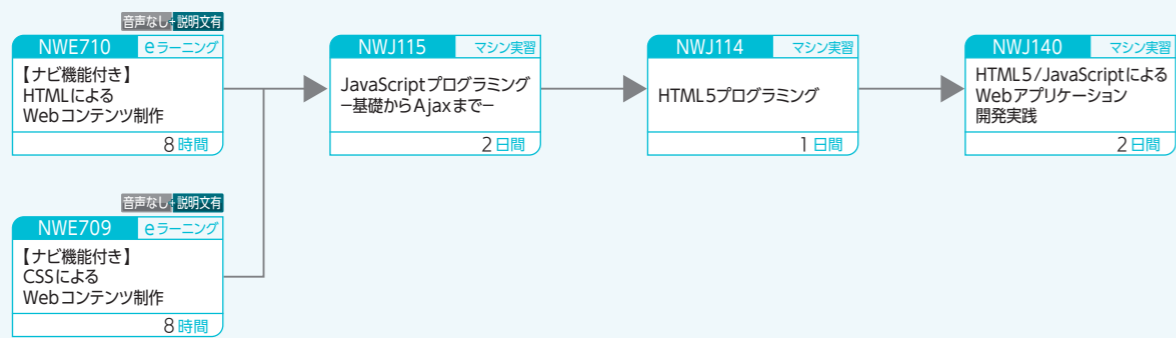 音声なし+説明文有
NWE710 eラーニング
【ナビ機能付き】
HTMLによる
Webコンテンツ制作
8時間
NWJ115 マシン実習
JavaScriptプログラミング
−基礎からAjaxまで−
2日間
NWJ114 マシン実習
HTML5プログラミング
1日間
NWJ140 マシン実習
HTML5/JavaScriptによる
Webアプリケーション
開発実践
2日間
音声なし+説明文有
NWE709 eラーニング
【ナビ機能付き】
CSSによる
Webコンテンツ制作
8時間